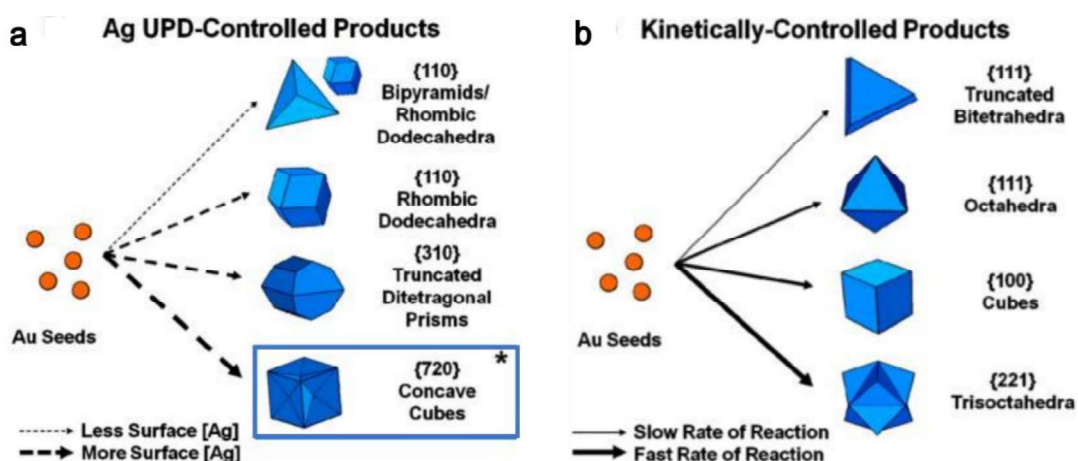 a
Ag UPD-Controlled Products
{110}
Bipyramids/
Rhombic
Dodecahedra
{110}
Rhombic
Dodecahedra
{310}
Truncated
Ditetragonal
Prisms
{720}
Concave
Cubes
*
Au Seeds
Less Surface [Ag]
More Surface [Ag]
b
Kinetically-Controlled Products
{111}
Truncated
Bitetrahedra
{111}
Octahedra
{100}
Cubes
{221}
Trisoctahedra
Au Seeds
Slow Rate of Reaction
Fast Rate of Reaction